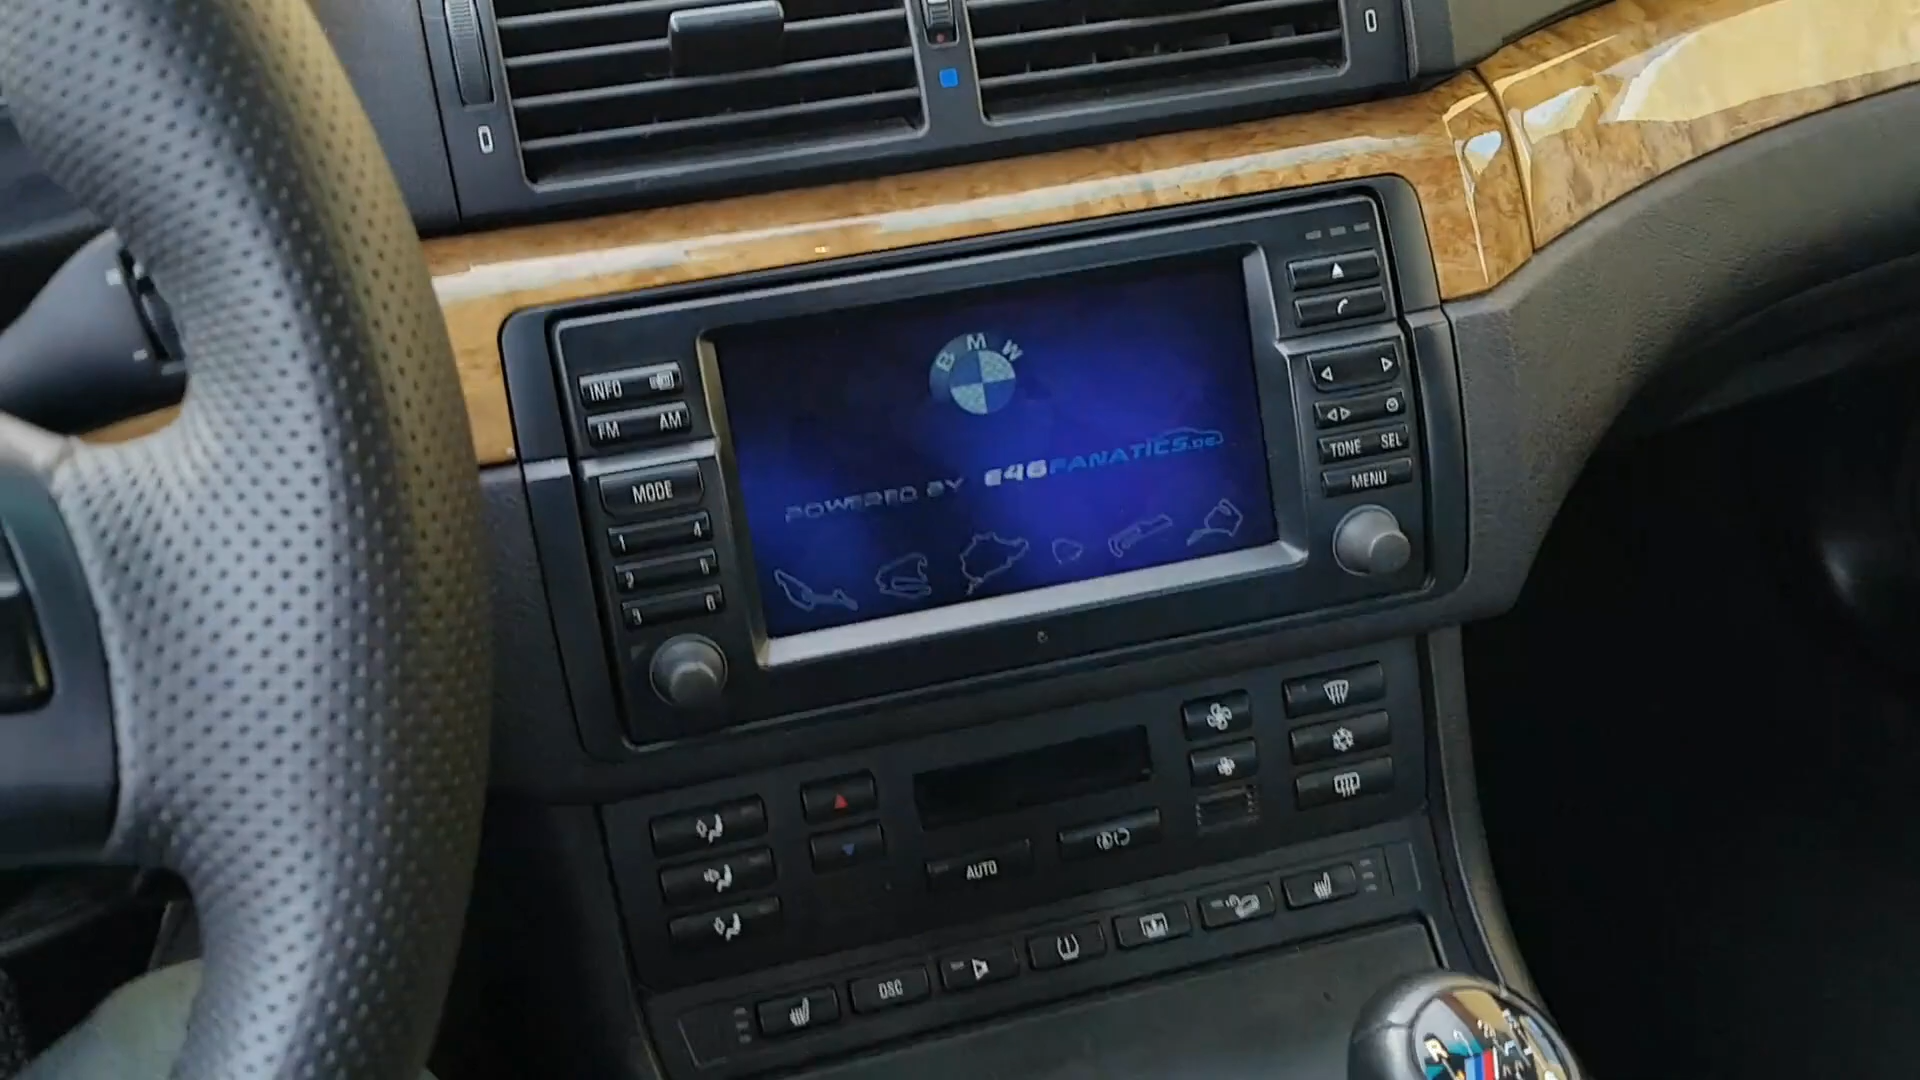 BMW
INFO
FM AM
MODE
1 4
2 5
3 6
POWERED BY E46FANATICS.DE
TONE SEL
MENU
AUTO
DSC
R